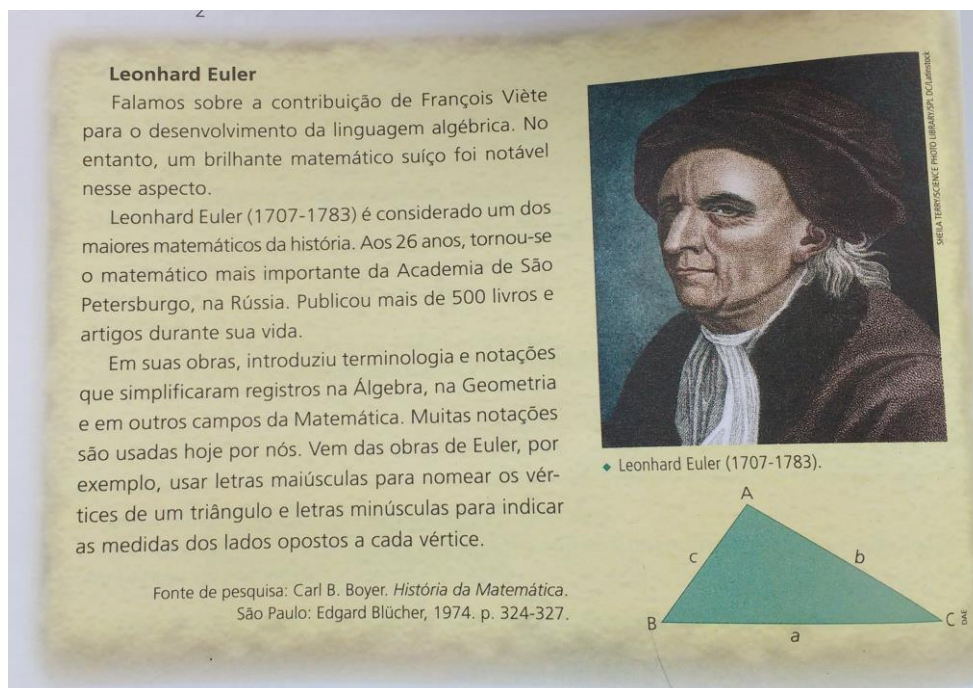 2
Leonhard Euler
Falamos sobre a contribuição de François Viète
para o desenvolvimento da linguagem algébrica. No
entanto, um brilhante matemático suíço foi notável
nesse aspecto.
Leonhard Euler (1707-1783) é considerado um dos
maiores matemáticos da história. Aos 26 anos, tornou-se
o matemático mais importante da Academia de São
Petersburgo, na Rússia. Publicou mais de 500 livros e
artigos durante sua vida.
Em suas obras, introduziu terminologia e notações
que simplificaram registros na Álgebra, na Geometria
e em outros campos da Matemática. Muitas notações
são usadas hoje por nós. Vem das obras de Euler, por
exemplo, usar letras maiúsculas para nomear os vér-
tices de um triângulo e letras minúsculas para indicar
as medidas dos lados opostos a cada vértice.
Fonte de pesquisa: Carl B. Boyer. História da Matemática.
São Paulo: Edgard Blücher, 1974. p. 324-327.
SHEILA TERRY/SCIENCE PHOTO LIBRARY/SPL DC/Latinstock
◆ Leonhard Euler (1707-1783).
A
c
b
B
C
a
DAE